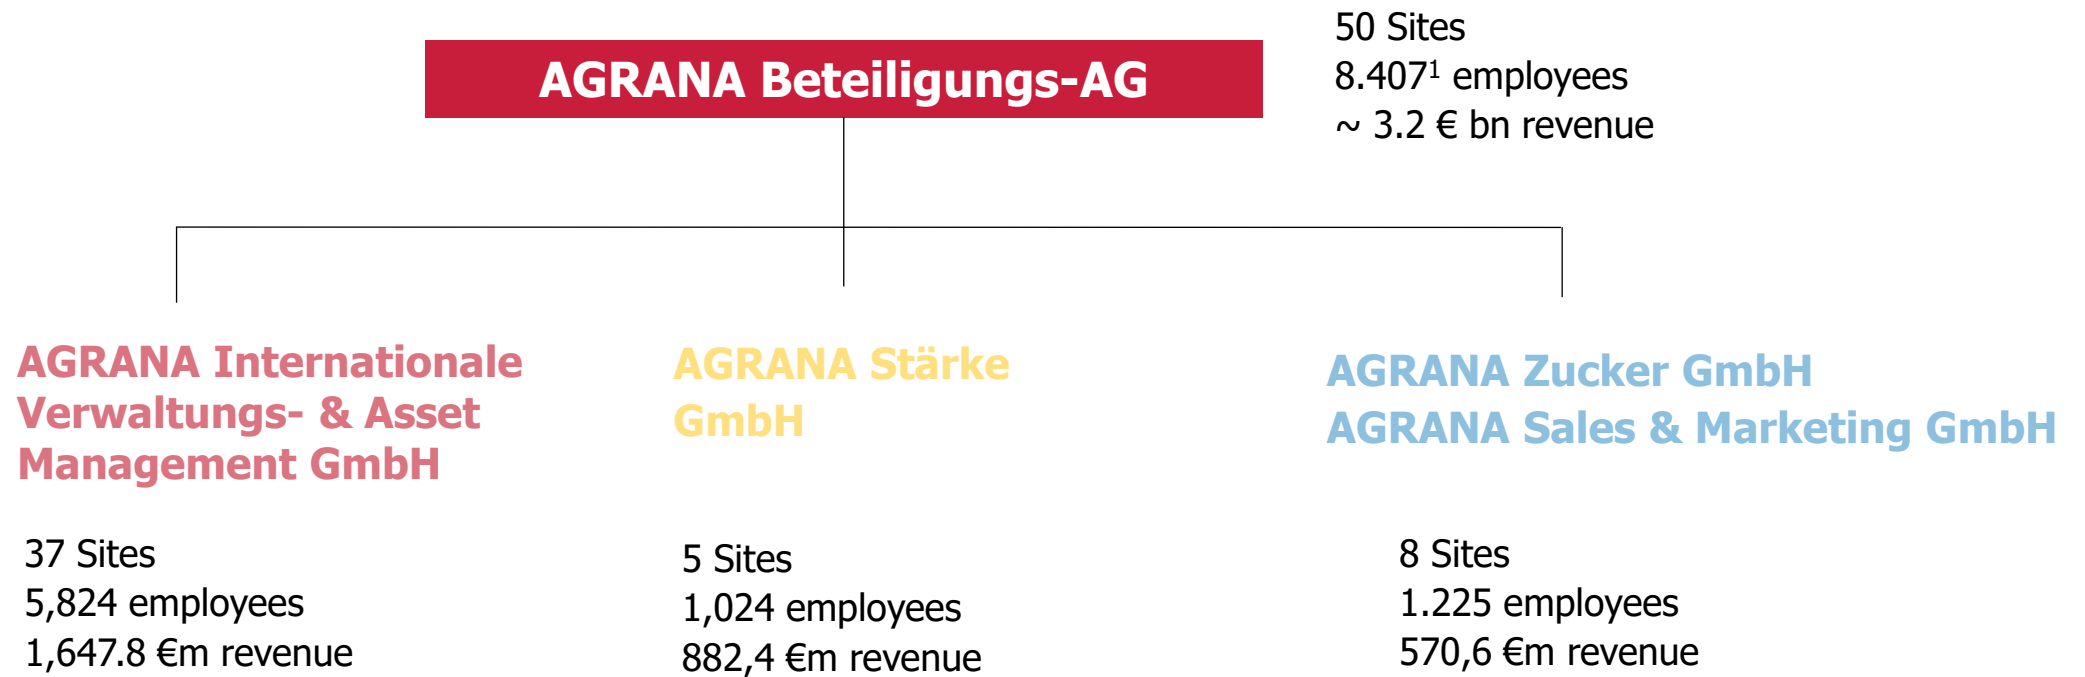 AGRANA Beteiligungs-AG
50 Sites
8.407¹ employees
~ 3.2 € bn revenue
AGRANA Internationale
Verwaltungs- & Asset
Management GmbH
37 Sites
5,824 employees
1,647.8 €m revenue
AGRANA Stärke
GmbH
5 Sites
1,024 employees
882,4 €m revenue
AGRANA Zucker GmbH
AGRANA Sales & Marketing GmbH
8 Sites
1.225 employees
570,6 €m revenue